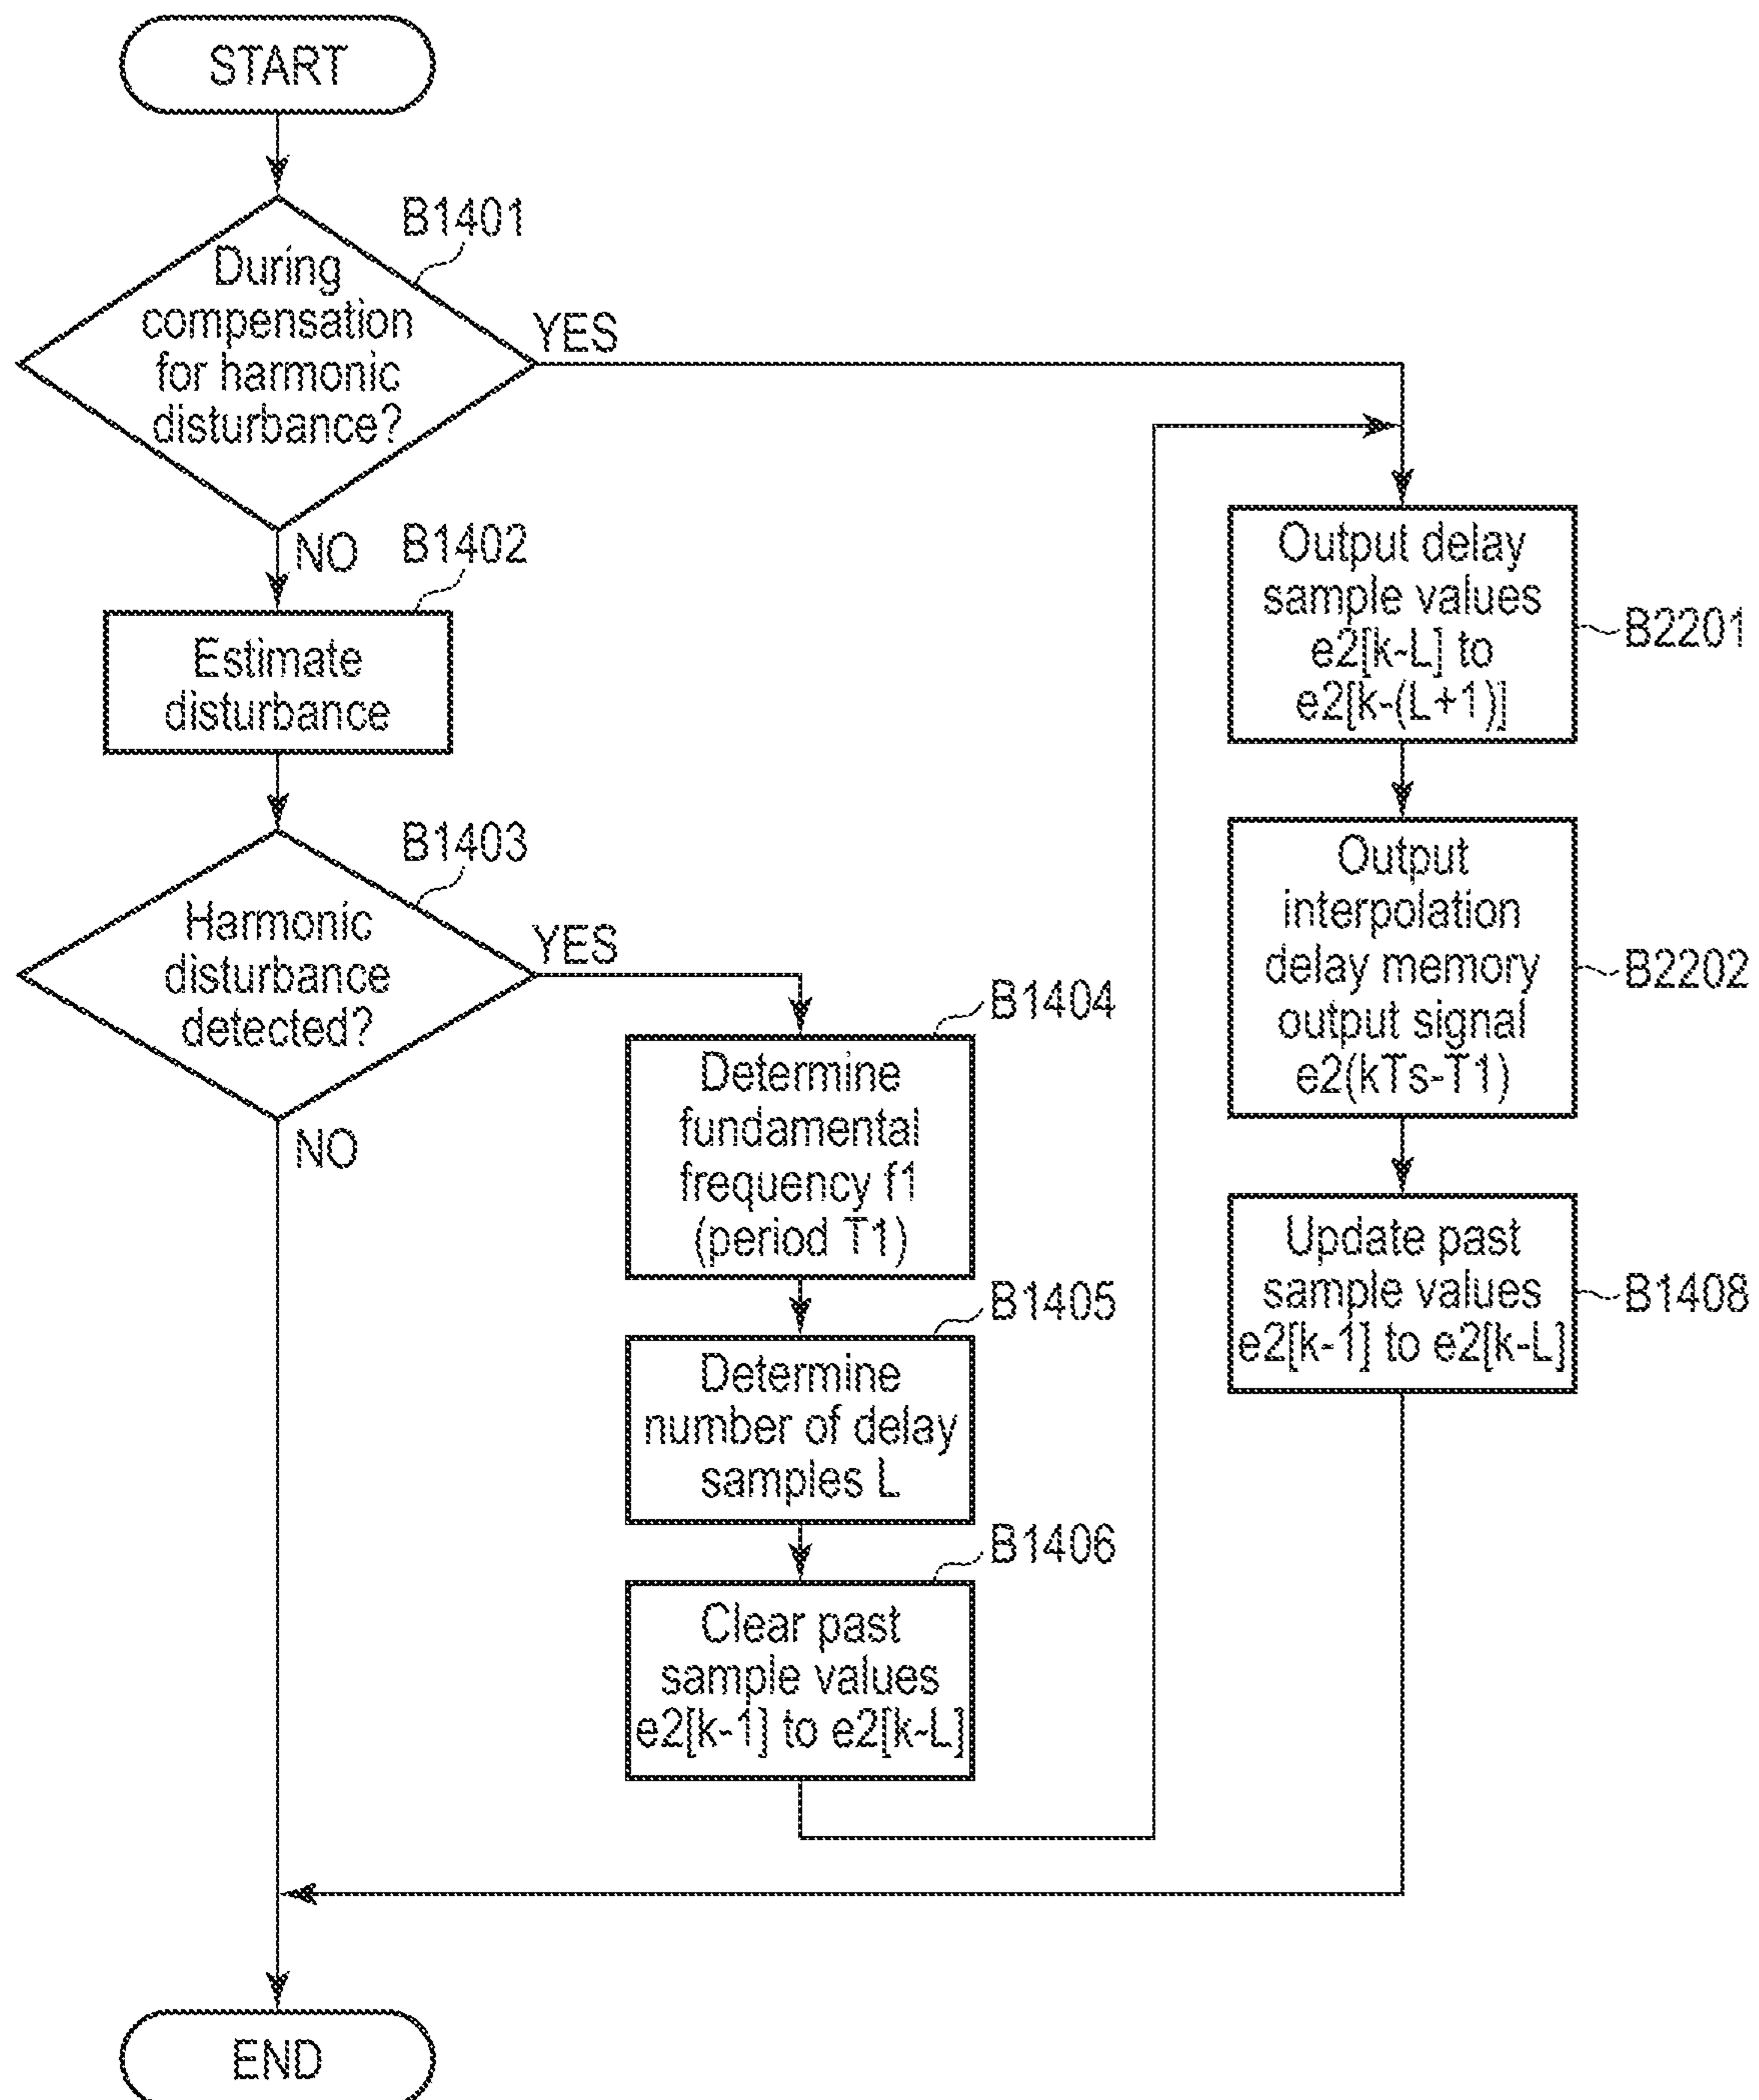 START
B1401
During
compensation
for harmonic
disturbance?
YES
NO
B1402
Estimate
disturbance
B1403
Harmonic
disturbance
detected?
YES
NO
B1404
Determine
fundamental
frequency f1
(period T1)
B1405
Determine
number of delay
samples L
B1406
Clear past
sample values
e2[k-1] to e2[k-L]
Output delay
sample values
e2[k-L] to
e2[k-(L+1)]
B2201
Output
interpolation
delay memory
output signal
e2(kTs-T1)
B2202
Update past
sample values
e2[k-1] to e2[k-L]
B1408
END